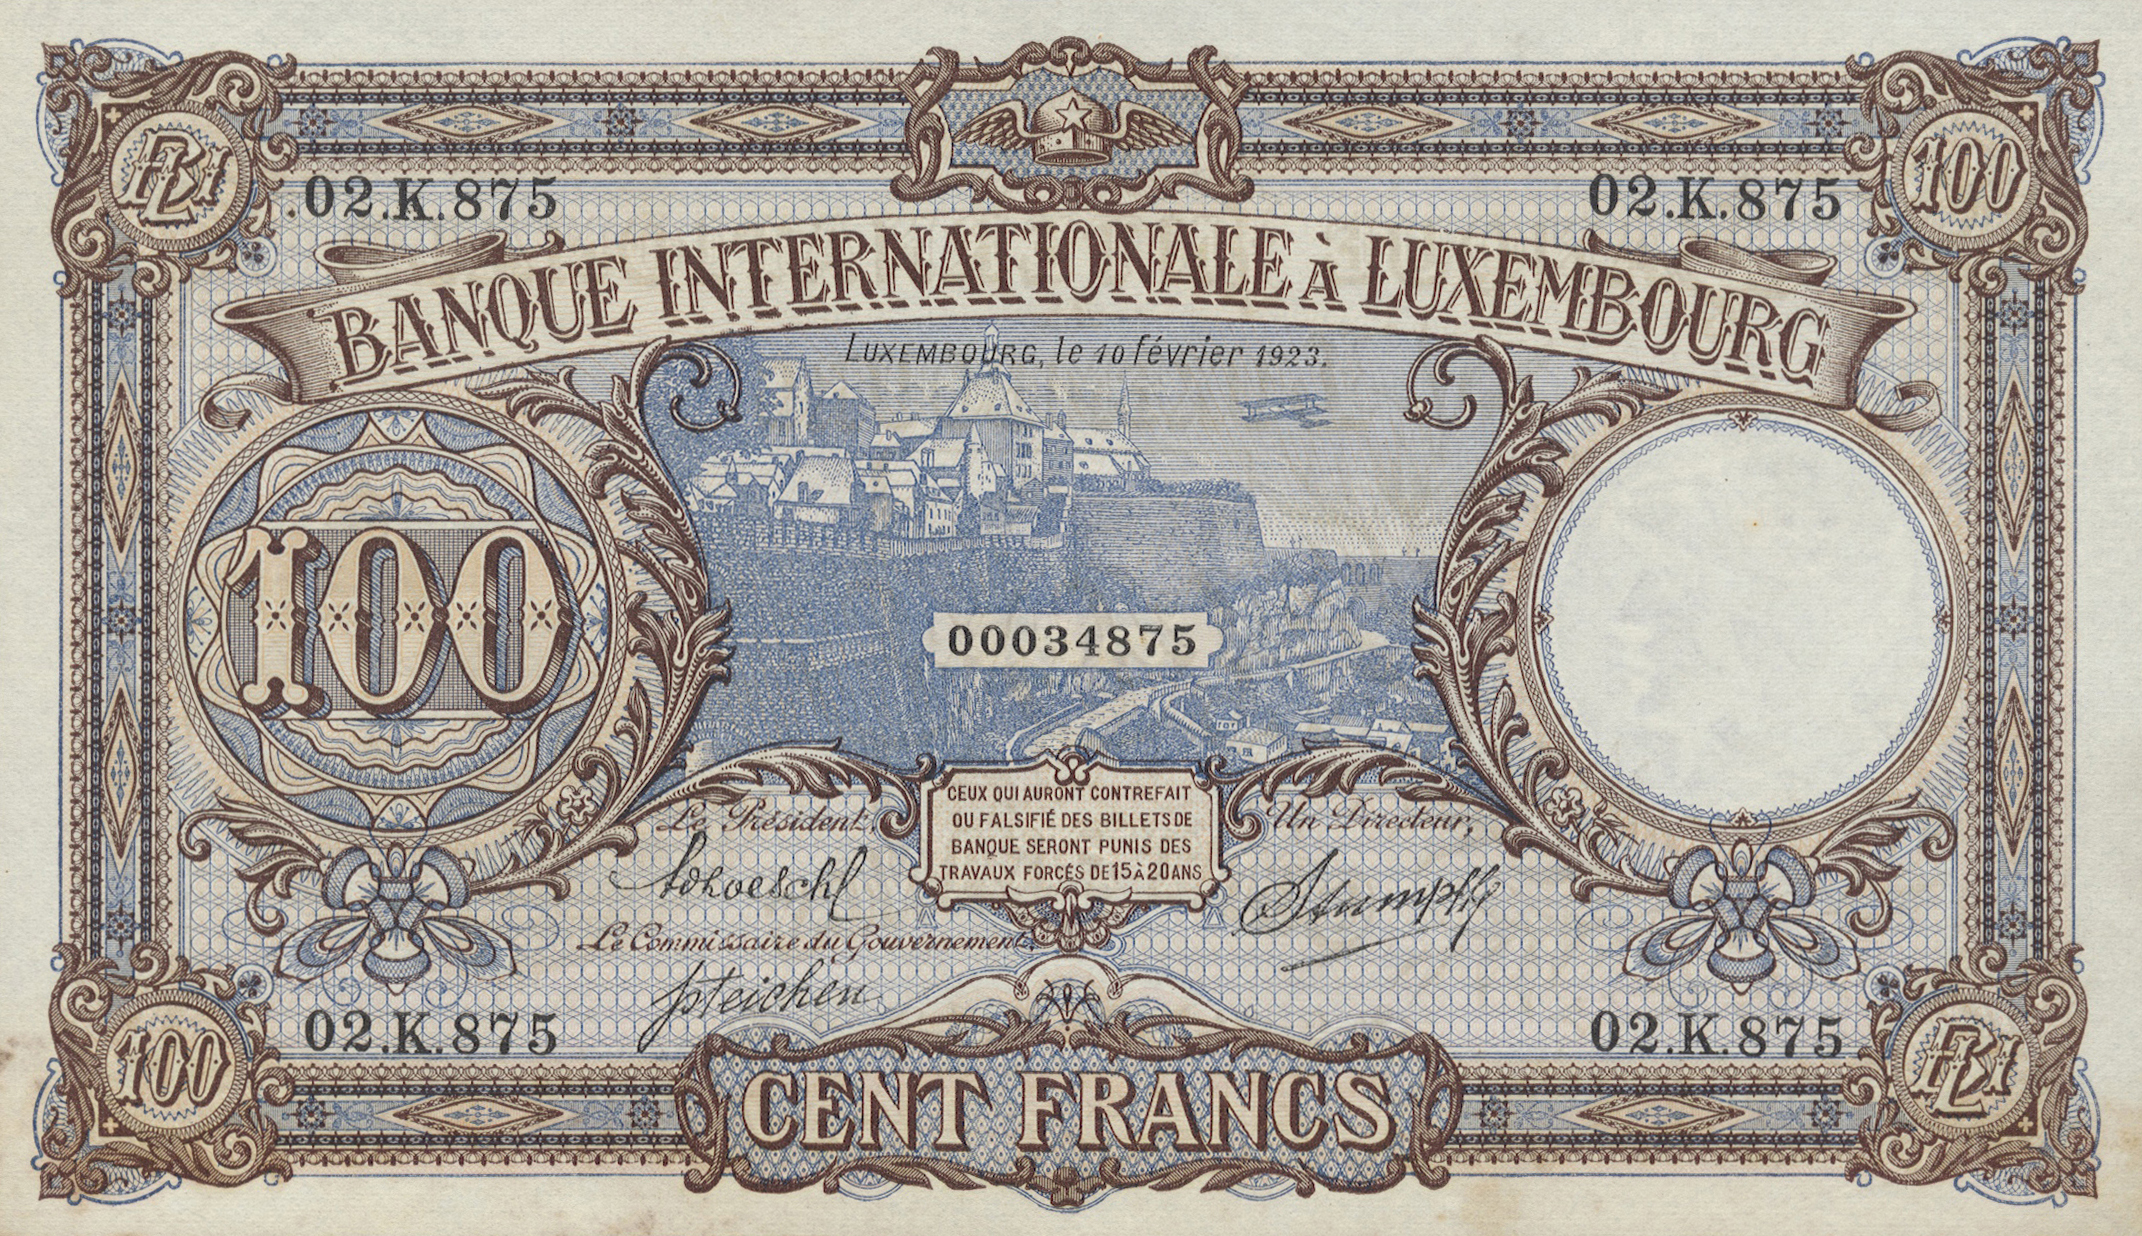 BIL
100
02.K.875
02.K.875
BANQUE INTERNATIONALE à LUXEMBOURG
LUXEMBOURG, le 10 février 1923.
100
00034875
CEUX QUI AURONT CONTREFAIT
OU FALSIFIÉ DES BILLETS DE
BANQUE SERONT PUNIS DES
TRAVAUX FORCÉS DE 15 À 20 ANS
Le Président,
Un Directeur,
Le Commissaire du Gouvernement,
02.K.875
02.K.875
100
CENT FRANCS
BIL